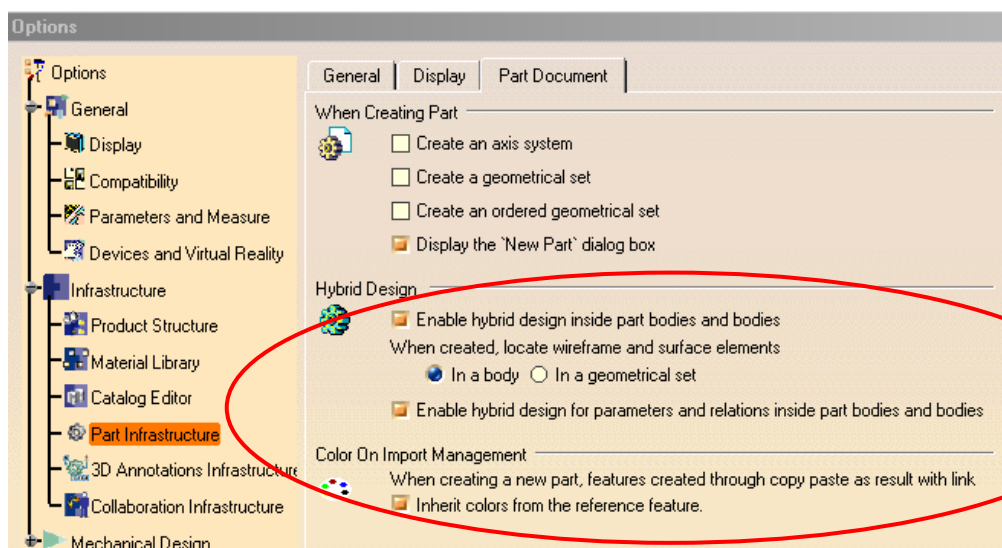 Options
Options
General
Display
Compatibility
Parameters and Measure
Devices and Virtual Reality
Infrastructure
Product Structure
Material Library
Catalog Editor
Part Infrastructure
3D Annotations Infrastructure
Collaboration Infrastructure
Mechanical Design
General Display Part Document
When Creating Part
Create an axis system
Create a geometrical set
Create an ordered geometrical set
Display the `New Part` dialog box
Hybrid Design
Enable hybrid design inside part bodies and bodies
When created, locate wireframe and surface elements
In a body In a geometrical set
Enable hybrid design for parameters and relations inside part bodies and bodies
Color On Import Management
When creating a new part, features created through copy paste as result with link
Inherit colors from the reference feature.